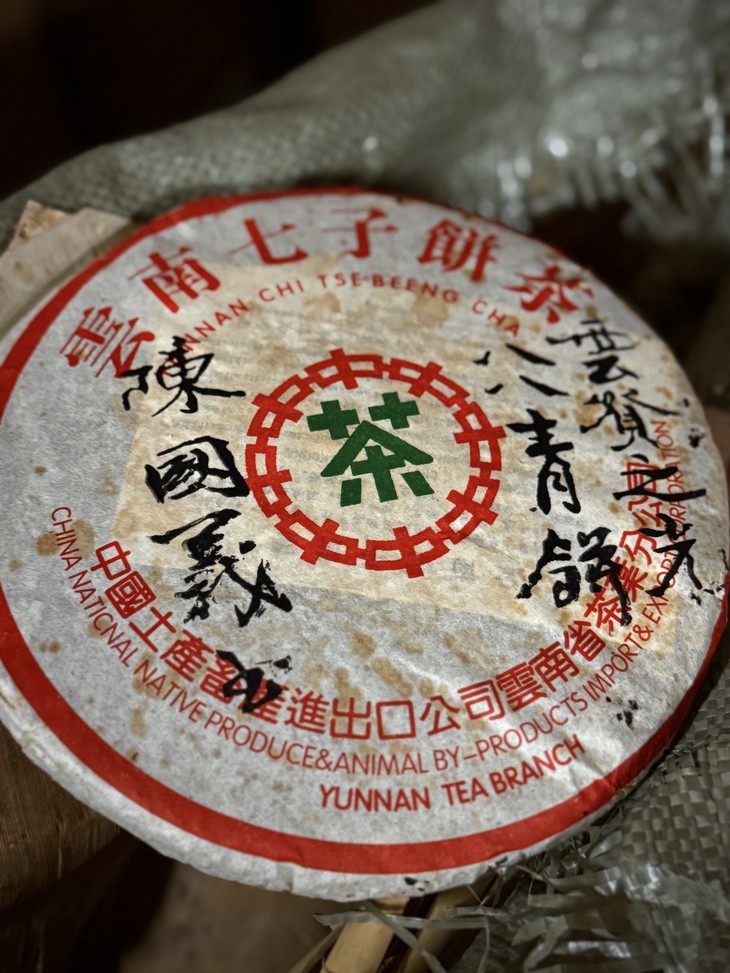 雲南七子餅茶
YUNNAN CHI TSE BEENG CHA
茶
八八青餅
陳國義
中國土產畜產進出口公司雲南省茶葉分公司
CHINA NATIONAL NATIVE PRODUCE&ANIMAL BY-PRODUCTS IMPORT&EXPORT CORPORATION
YUNNAN TEA BRANCH